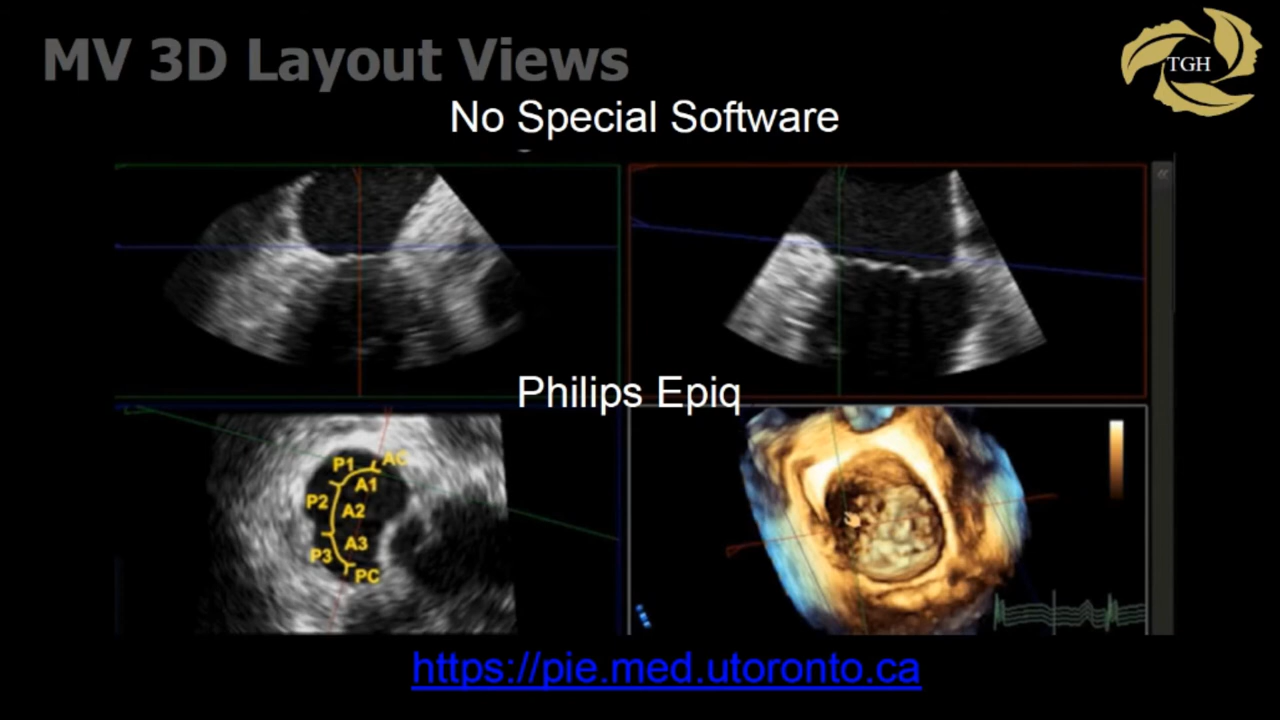 MV 3D Layout Views
TGH
No Special Software
Philips Epiq
P1
AC
A1
P2
A2
A3
P3
PC
https://pie.med.utoronto.ca